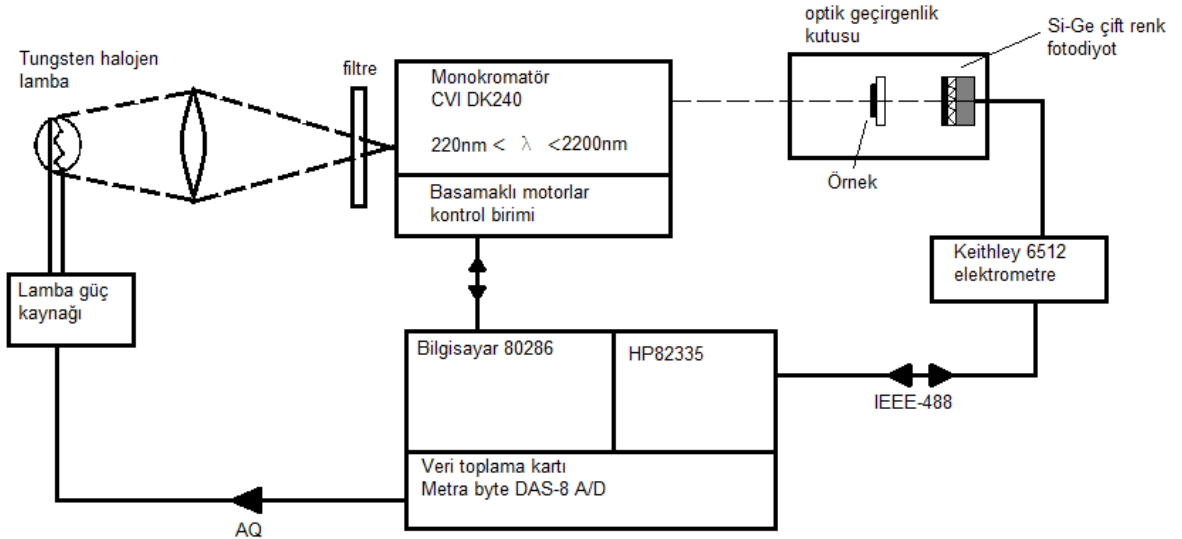 Tungsten halojen
lamba
filtre
Monokromatör
CVI DK240
220nm < λ <2200nm
Basamaklı motorlar
kontrol birimi
optik geçirgenlik
kutusu
Si-Ge çift renk
fotodiyot
Örnek
Keithley 6512
elektrometre
Lamba güç
kaynağı
Bilgisayar 80286
HP82335
IEEE-488
Veri toplama kartı
Metra byte DAS-8 A/D
AQ